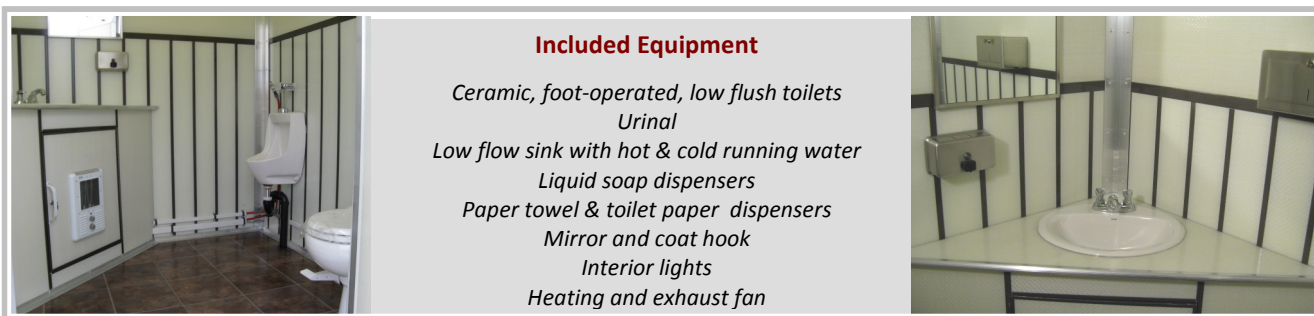 Included Equipment
Ceramic, foot-operated, low flush toilets
Urinal
Low flow sink with hot & cold running water
Liquid soap dispensers
Paper towel & toilet paper dispensers
Mirror and coat hook
Interior lights
Heating and exhaust fan